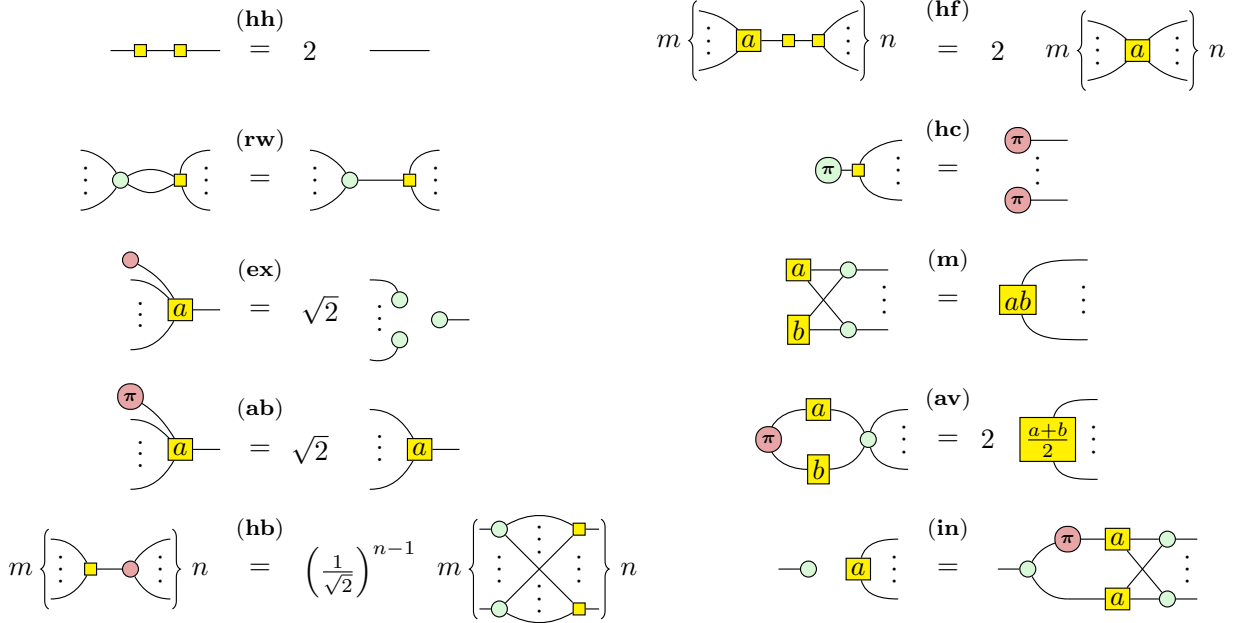 (hh)
= 2
(hf)
m { ⋮ a ⋮ } n = 2 m { ⋮ a ⋮ } n
(rw)
⋮ ⋮ = ⋮ ⋮
(hc)
π ⋮ = π ⋮ π
(ex)
⋮ a = √2 ⋮
(m)
a b ⋮ = ab ⋮
(ab)
π ⋮ a = √2 ⋮ a
(av)
π a b ⋮ = 2 (a+b)/2 ⋮
(hb)
m { ⋮ ⋮ } n = (1/√2)^{n−1} m { ⋮ ⋮ ⋮ ⋮ } n
(in)
a ⋮ = π a a ⋮